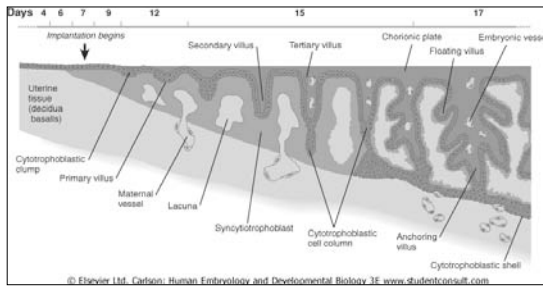 Days 4 6 7 9 12 15 17
Implantation begins
Secondary villus
Tertiary villus
Chorionic plate
Floating villus
Embryonic vesse
Uterine
tissue
(decidua
basalis)
Cytotrophoblastic
clump
Primary villus
Maternal
vessel
Lacuna
Syncytiotrophoblast
Cytotrophoblastic
cell column
Anchoring
villus
Cytotrophoblastic shell
© Elsevier Ltd. Carlson: Human Embryology and Developmental Biology 3E www.studentconsult.com